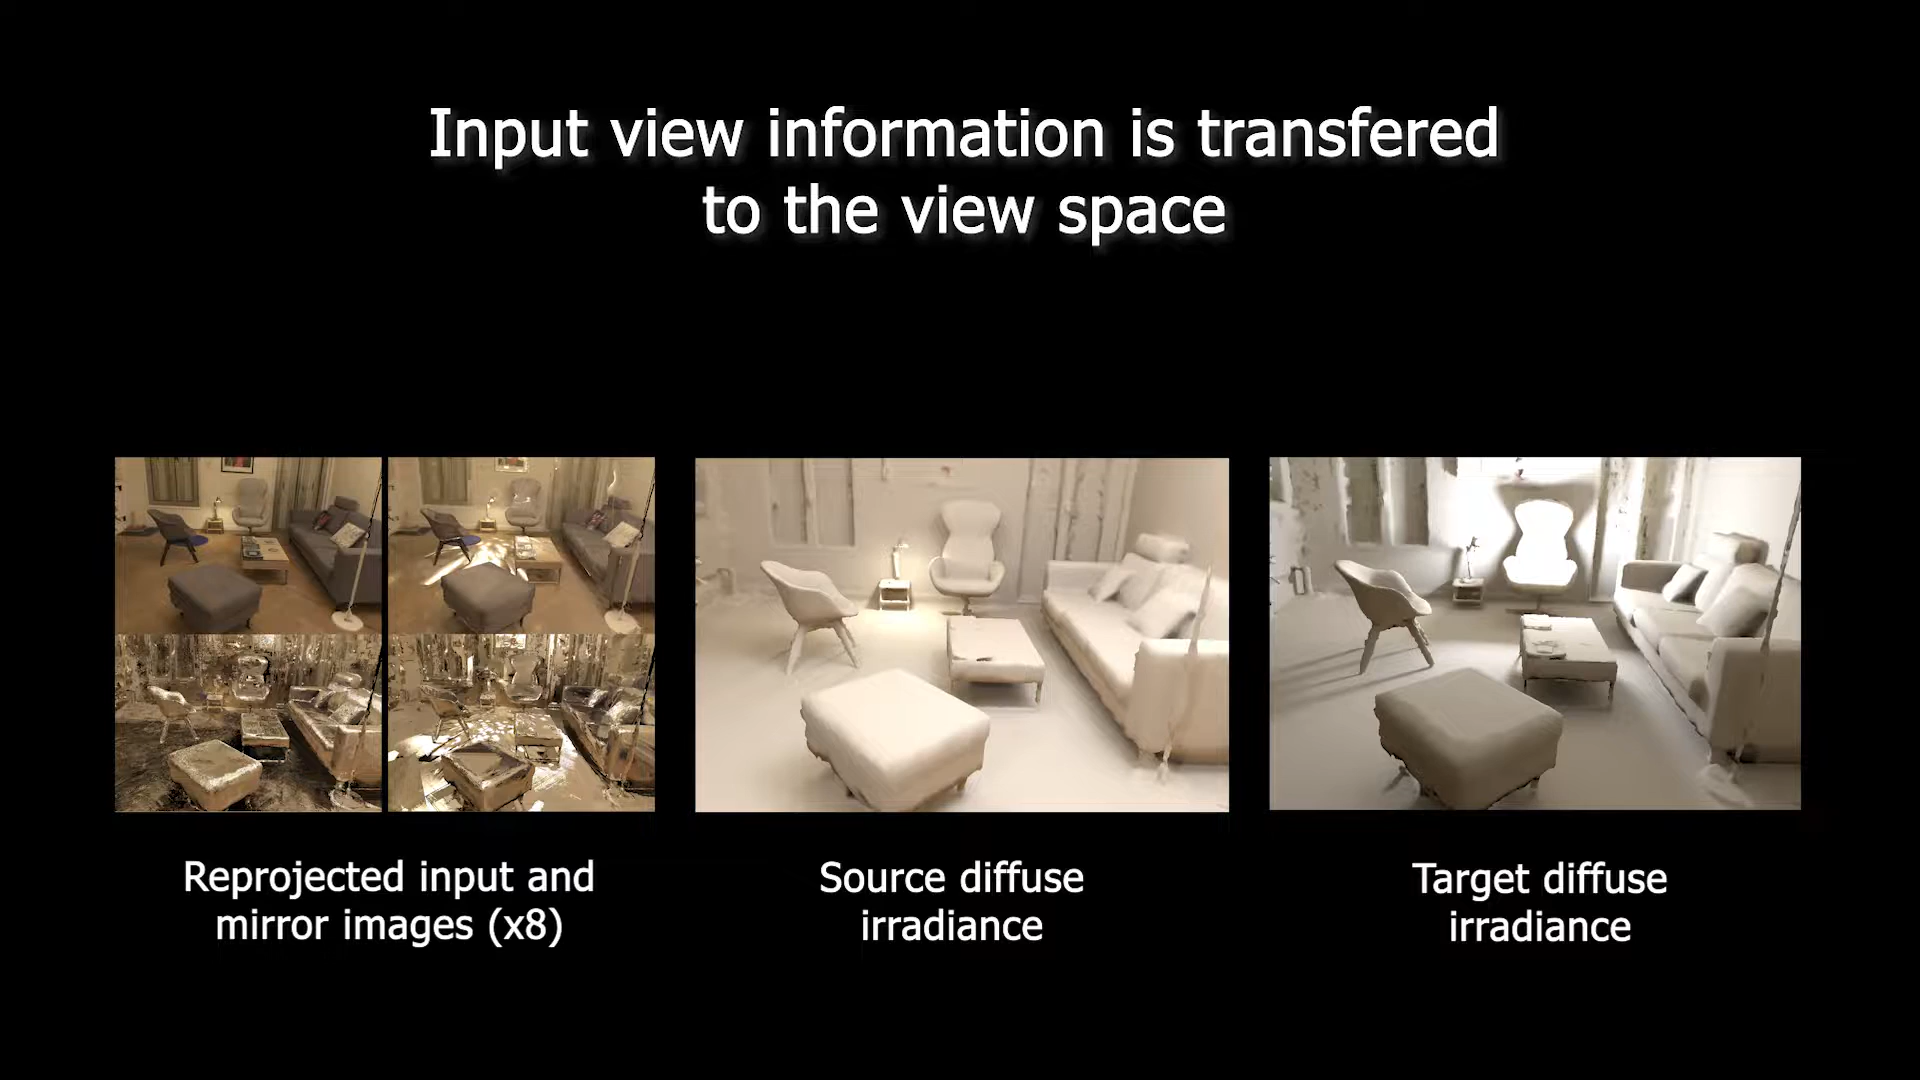 Input view information is transfered
to the view space
Reprojected input and
mirror images (x8)
Source diffuse
irradiance
Target diffuse
irradiance